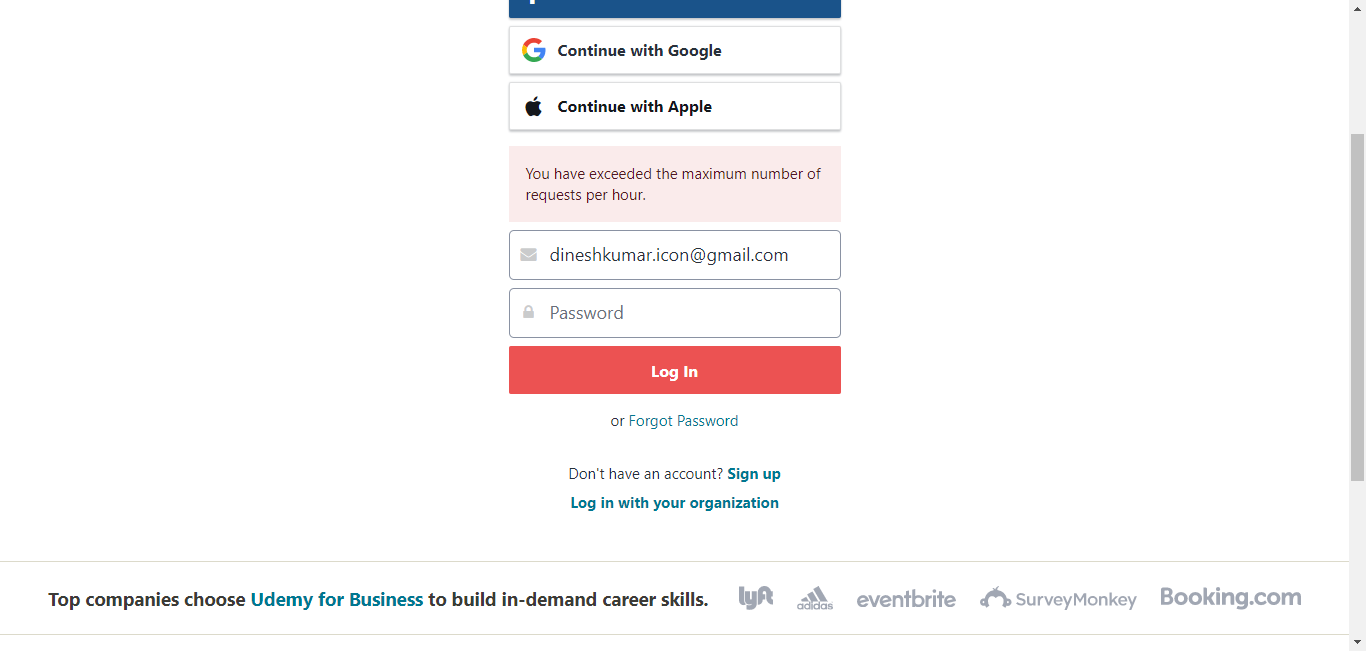 Continue with Google
Continue with Apple
You have exceeded the maximum number of
requests per hour.
dineshkumar.icon@gmail.com
Password
Log In
or Forgot Password
Don't have an account? Sign up
Log in with your organization
Top companies choose Udemy for Business to build in-demand career skills.
lyft
adidas
eventbrite
SurveyMonkey
Booking.com